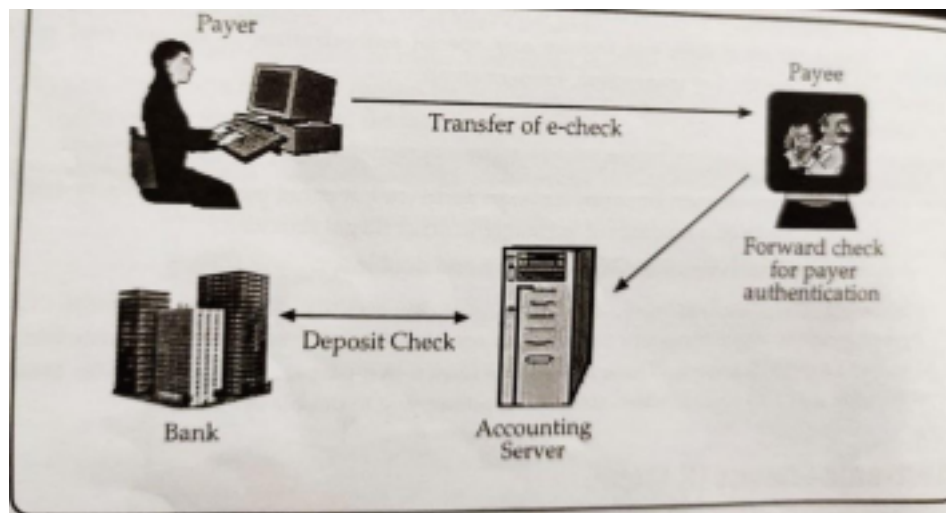 Payer
Payee
Transfer of e-check
Forward check
for payer
authentication
Deposit Check
Bank
Accounting
Server